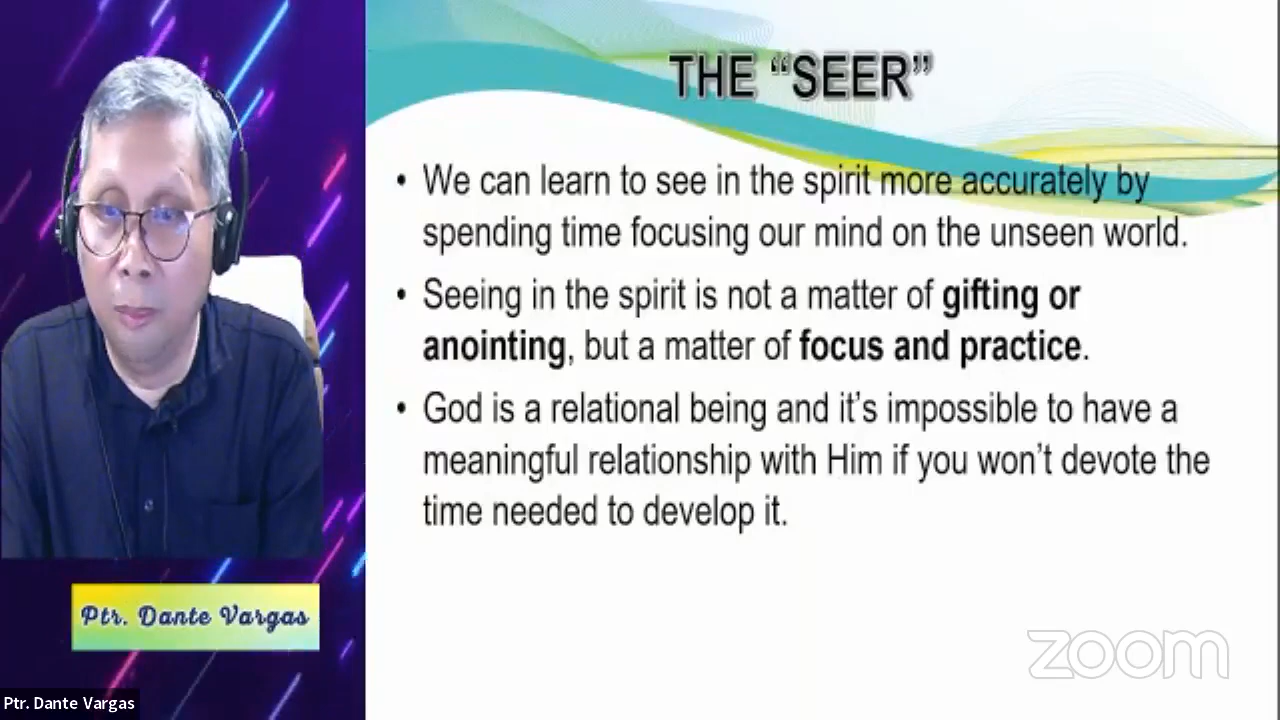 THE “SEER”
• We can learn to see in the spirit more accurately by
spending time focusing our mind on the unseen world.
• Seeing in the spirit is not a matter of gifting or
anointing, but a matter of focus and practice.
• God is a relational being and it’s impossible to have a
meaningful relationship with Him if you won’t devote the
time needed to develop it.
Ptr. Dante Vargas
Ptr. Dante Vargas
zoom